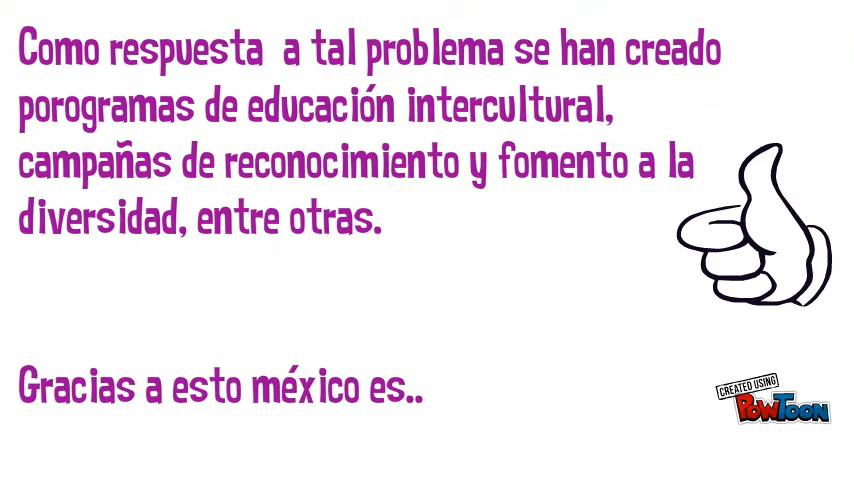 Como respuesta a tal problema se han creado
porogramas de educación intercultural,
campañas de reconocimiento y fomento a la
diversidad, entre otras.
Gracias a esto méxico es..
CREATED USING
POWTOON